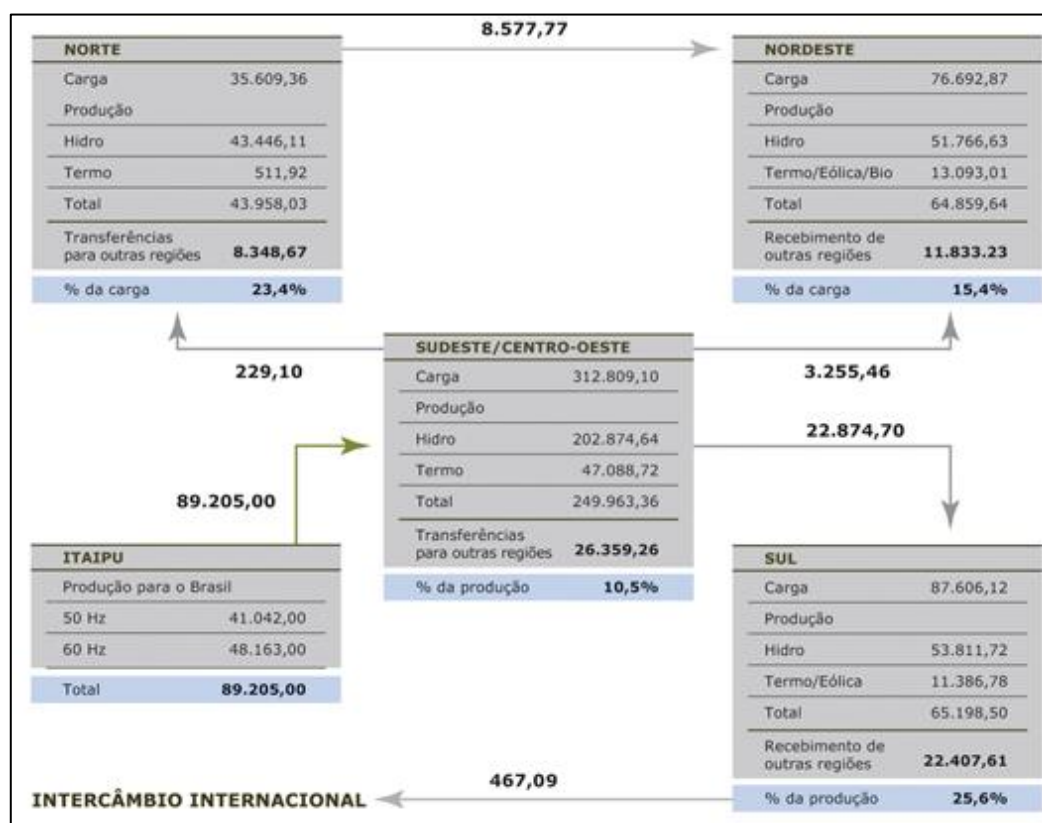 8.577,77
NORTE
Carga 35.609,36
Produção
Hidro 43.446,11
Termo 511,92
Total 43.958,03
Transferências
para outras regiões 8.348,67
% da carga 23,4%
NORDESTE
Carga 76.692,87
Produção
Hidro 51.766,63
Termo/Eólica/Bio 13.093,01
Total 64.859,64
Recebimento de
outras regiões 11.833.23
% da carga 15,4%
229,10
3.255,46
SUDESTE/CENTRO-OESTE
Carga 312.809,10
Produção
Hidro 202.874,64
Termo 47.088,72
Total 249.963,36
Transferências
para outras regiões 26.359,26
% da produção 10,5%
22.874,70
89.205,00
ITAIPU
Produção para o Brasil
50 Hz 41.042,00
60 Hz 48.163,00
Total 89.205,00
SUL
Carga 87.606,12
Produção
Hidro 53.811,72
Termo/Eólica 11.386,78
Total 65.198,50
Recebimento de
outras regiões 22.407,61
% da produção 25,6%
467,09
INTERCÂMBIO INTERNACIONAL